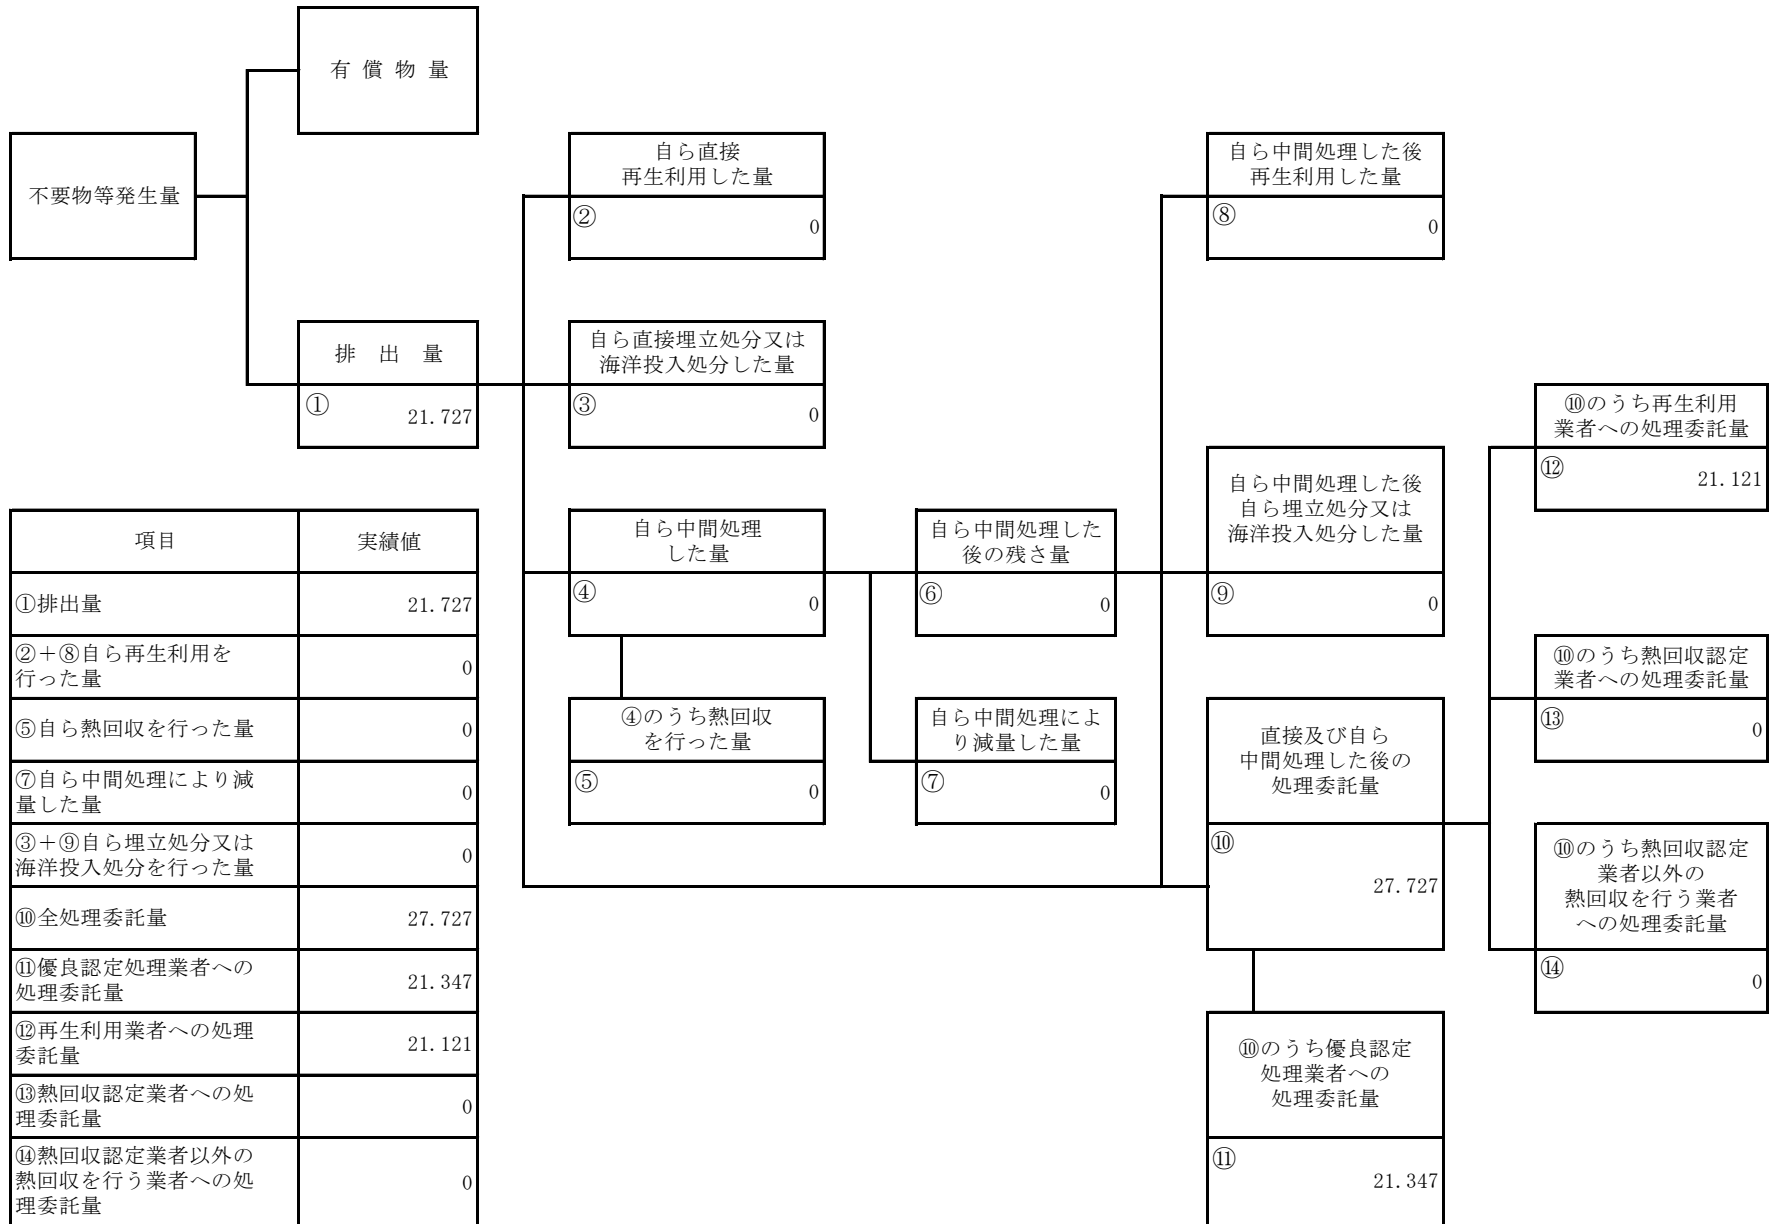 有 償 物 量
不要物等発生量
自ら直接
再生利用した量
②
0
自ら中間処理した後
再生利用した量
⑧
0
排 出 量
①
21.727
自ら直接埋立処分又は
海洋投入処分した量
③
0
⑩のうち再生利用
業者への処理委託量
⑫
21.121
自ら中間処理
した量
④
0
自ら中間処理した
後の残さ量
⑥
0
自ら中間処理した後
自ら埋立処分又は
海洋投入処分した量
⑨
0
⑩のうち熱回収認定
業者への処理委託量
⑬
0
④のうち熱回収
を行った量
⑤
0
自ら中間処理によ
り減量した量
⑦
0
直接及び自ら
中間処理した後の
処理委託量
⑩
27.727
⑩のうち熱回収認定
業者以外の
熱回収を行う業者
への処理委託量
⑭
0
⑩のうち優良認定
処理業者への
処理委託量
⑪
21.347
項目 実績値
①排出量 21.727
②＋⑧自ら再生利用を
行った量
0
⑤自ら熱回収を行った量 0
⑦自ら中間処理により減
量した量
0
③＋⑨自ら埋立処分又は
海洋投入処分を行った量
0
⑩全処理委託量 27.727
⑪優良認定処理業者への
処理委託量
21.347
⑫再生利用業者への処理
委託量
21.121
⑬熱回収認定業者への処
理委託量
0
⑭熱回収認定業者以外の
熱回収を行う業者への処
理委託量
0